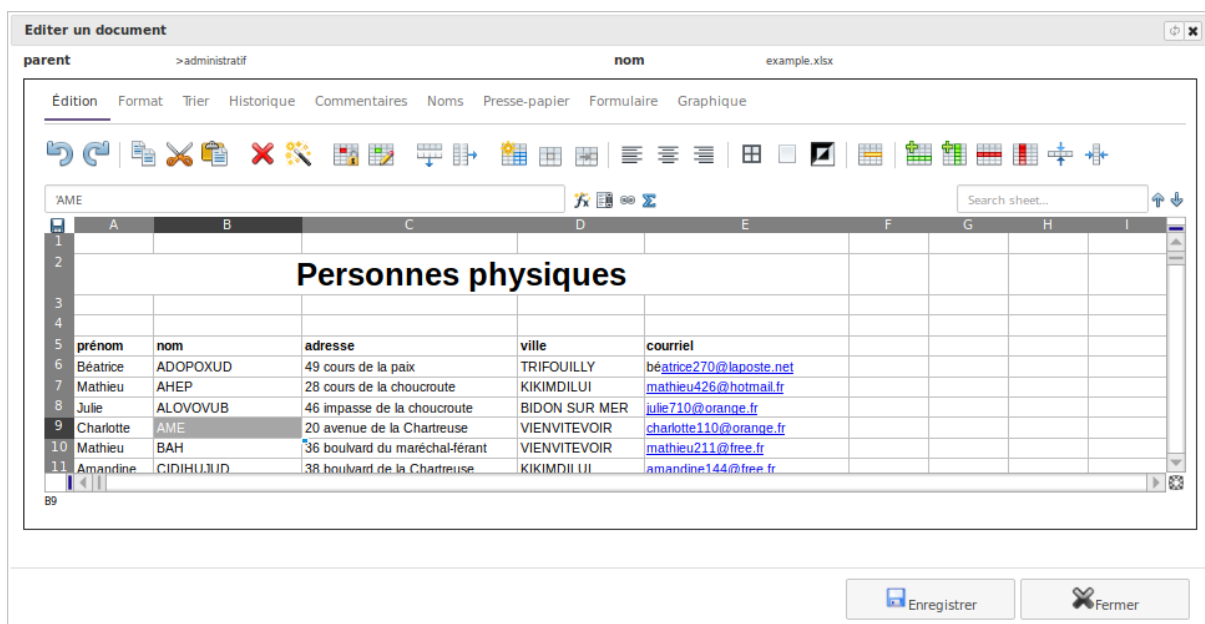 Editer un document
parent >administratif nom example.xlsx
Édition Format Trier Historique Commentaires Noms Presse-papier Formulaire Graphique
'AME Search sheet...
A B C D E F G H I
1
2 Personnes physiques
3
4
5 prénom nom adresse ville courriel
6 Béatrice ADOPOXUD 49 cours de la paix TRIFOUILLY béatrice270@laposte.net
7 Mathieu AHEP 28 cours de la choucroute KIKIMDILUI mathieu426@hotmail.fr
8 Julie ALOVOVUB 46 impasse de la choucroute BIDON SUR MER julie710@orange.fr
9 Charlotte AME 20 avenue de la Chartreuse VIENVITEVOIR charlotte110@orange.fr
10 Mathieu BAH 36 boulvard du maréchal-férant VIENVITEVOIR mathieu211@free.fr
11 Amandine CIDIHUJUD 38 boulvard de la Chartreuse KIKIMDILUI amandine144@free.fr
B9
Enregistrer Fermer